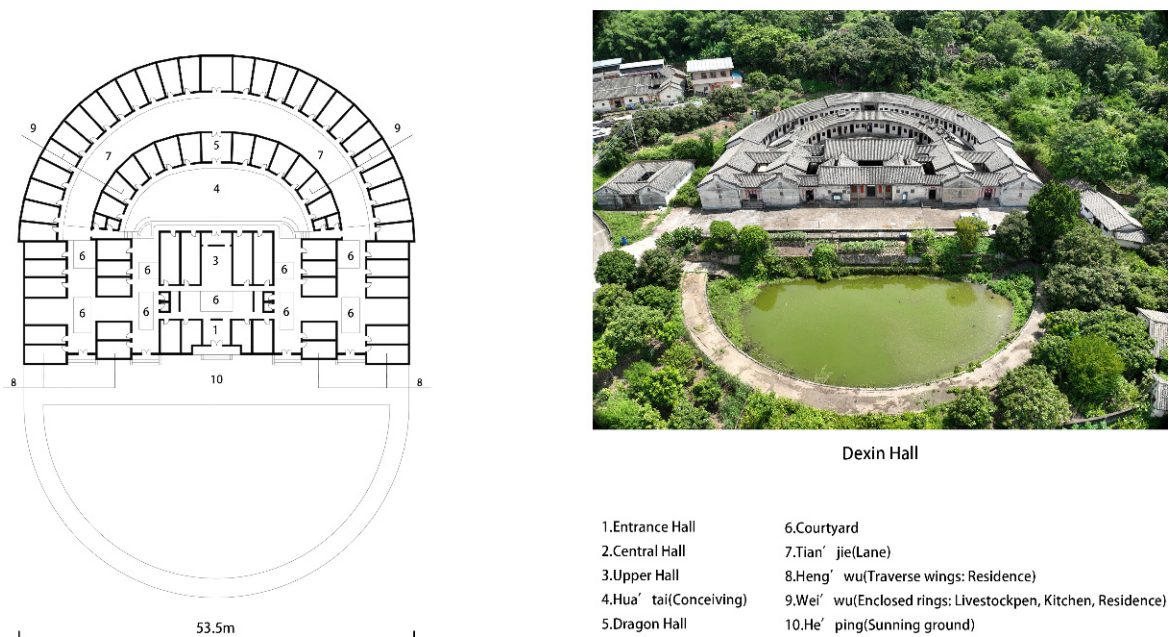 9
9
5
7
7
4
3
6
6
6
6
6
6
6
6
6
1
8
10
8
53.5m
Dexin Hall
1.Entrance Hall
2.Central Hall
3.Upper Hall
4.Hua' tai(Conceiving)
5.Dragon Hall
6.Courtyard
7.Tian' jie(Lane)
8.Heng' wu(Traverse wings: Residence)
9.Wei' wu(Enclosed rings: Livestockpen, Kitchen, Residence)
10.He' ping(Sunning ground)